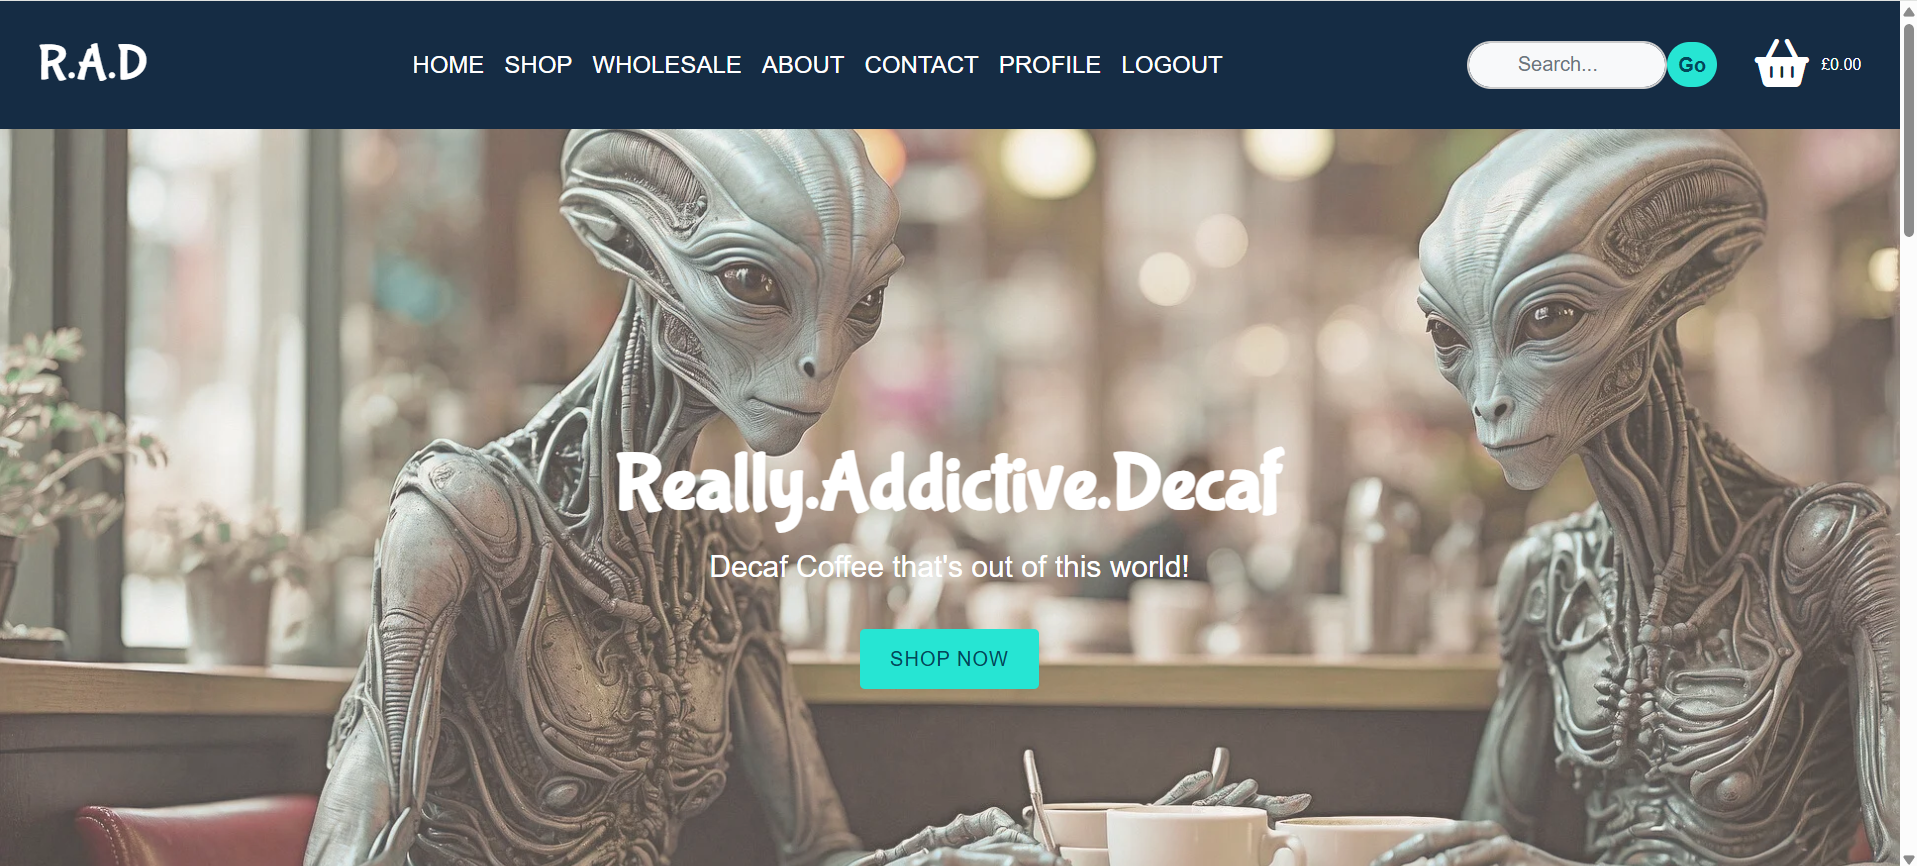 R.A.D
HOME SHOP WHOLESALE ABOUT CONTACT PROFILE LOGOUT
Search...
Go
£0.00
Really.Addictive.Decaf
Decaf Coffee that's out of this world!
SHOP NOW